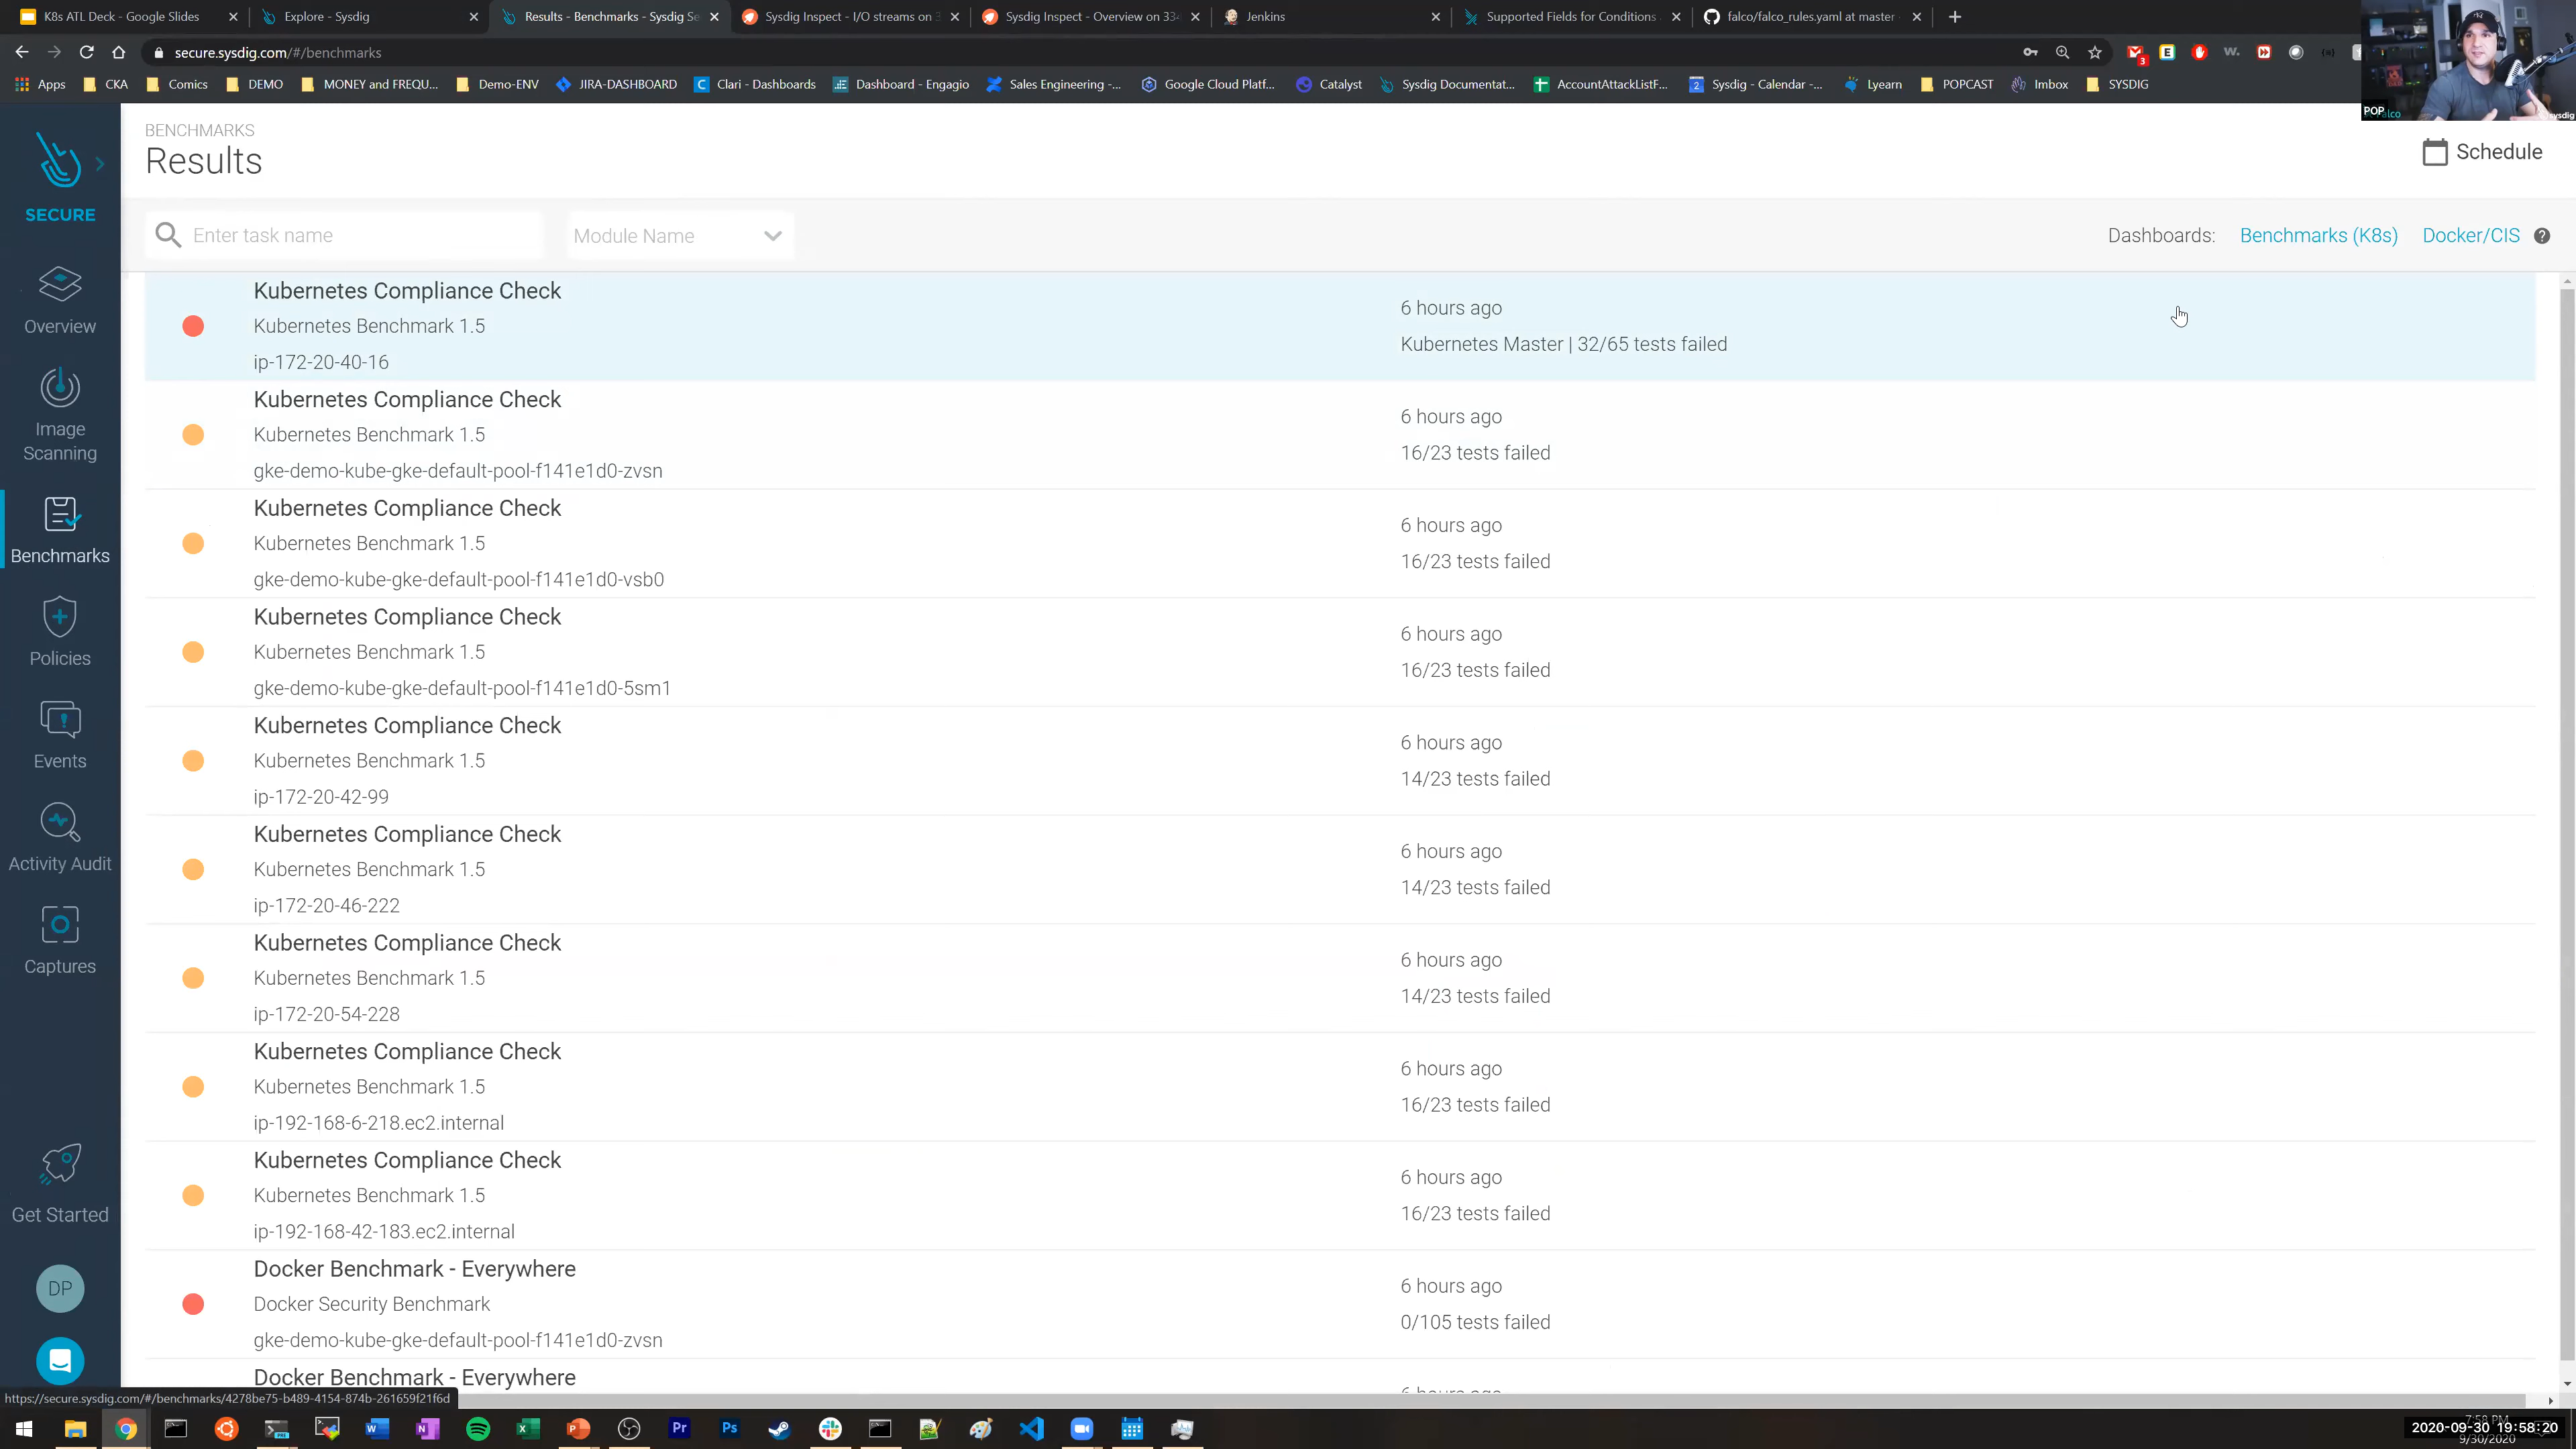 K8s ATL Deck - Google Slides
Explore - Sysdig
Results - Benchmarks - Sysdig Se
Sysdig Inspect - I/O streams on 3
Sysdig Inspect - Overview on 334
Jenkins
Supported Fields for Conditions
falco/falco_rules.yaml at master
secure.sysdig.com/#/benchmarks
Apps
CKA
Comics
DEMO
MONEY and FREQU...
Demo-ENV
JIRA-DASHBOARD
Clari - Dashboards
Dashboard - Engagio
Sales Engineering -...
Google Cloud Platf...
Catalyst
Sysdig Documentat...
AccountAttackListF...
Sysdig - Calendar -...
Lyearn
POPCAST
Imbox
SYSDIG
POP
sysdig
BENCHMARKS
Results
Schedule
SECURE
Overview
Image
Scanning
Benchmarks
Policies
Events
Activity Audit
Captures
Get Started
DP
Enter task name
Module Name
Dashboards:
Benchmarks (K8s)
Docker/CIS
Kubernetes Compliance Check
Kubernetes Benchmark 1.5
ip-172-20-40-16
6 hours ago
Kubernetes Master | 32/65 tests failed
Kubernetes Compliance Check
Kubernetes Benchmark 1.5
gke-demo-kube-gke-default-pool-f141e1d0-zvsn
6 hours ago
16/23 tests failed
Kubernetes Compliance Check
Kubernetes Benchmark 1.5
gke-demo-kube-gke-default-pool-f141e1d0-vsb0
6 hours ago
16/23 tests failed
Kubernetes Compliance Check
Kubernetes Benchmark 1.5
gke-demo-kube-gke-default-pool-f141e1d0-5sm1
6 hours ago
16/23 tests failed
Kubernetes Compliance Check
Kubernetes Benchmark 1.5
ip-172-20-42-99
6 hours ago
14/23 tests failed
Kubernetes Compliance Check
Kubernetes Benchmark 1.5
ip-172-20-46-222
6 hours ago
14/23 tests failed
Kubernetes Compliance Check
Kubernetes Benchmark 1.5
ip-172-20-54-228
6 hours ago
14/23 tests failed
Kubernetes Compliance Check
Kubernetes Benchmark 1.5
ip-192-168-6-218.ec2.internal
6 hours ago
16/23 tests failed
Kubernetes Compliance Check
Kubernetes Benchmark 1.5
ip-192-168-42-183.ec2.internal
6 hours ago
16/23 tests failed
Docker Benchmark - Everywhere
Docker Security Benchmark
gke-demo-kube-gke-default-pool-f141e1d0-zvsn
6 hours ago
0/105 tests failed
Docker Benchmark - Everywhere
6 hours ago
https://secure.sysdig.com/#/benchmarks/4278be75-b489-4154-874b-261659f21f6d
7:58 PM
2020-09-30 19:58:20
9/30/2020